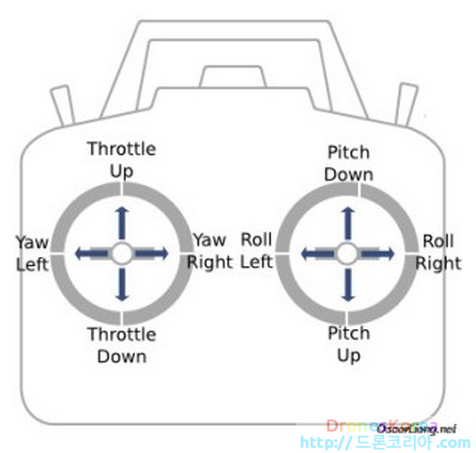 Throttle
Up
Pitch
Down
Yaw
Left
Yaw
Right
Roll
Left
Roll
Right
Throttle
Down
Pitch
Up
DronesKorea
OscarLiang.net
http:// 드론코리아 .com